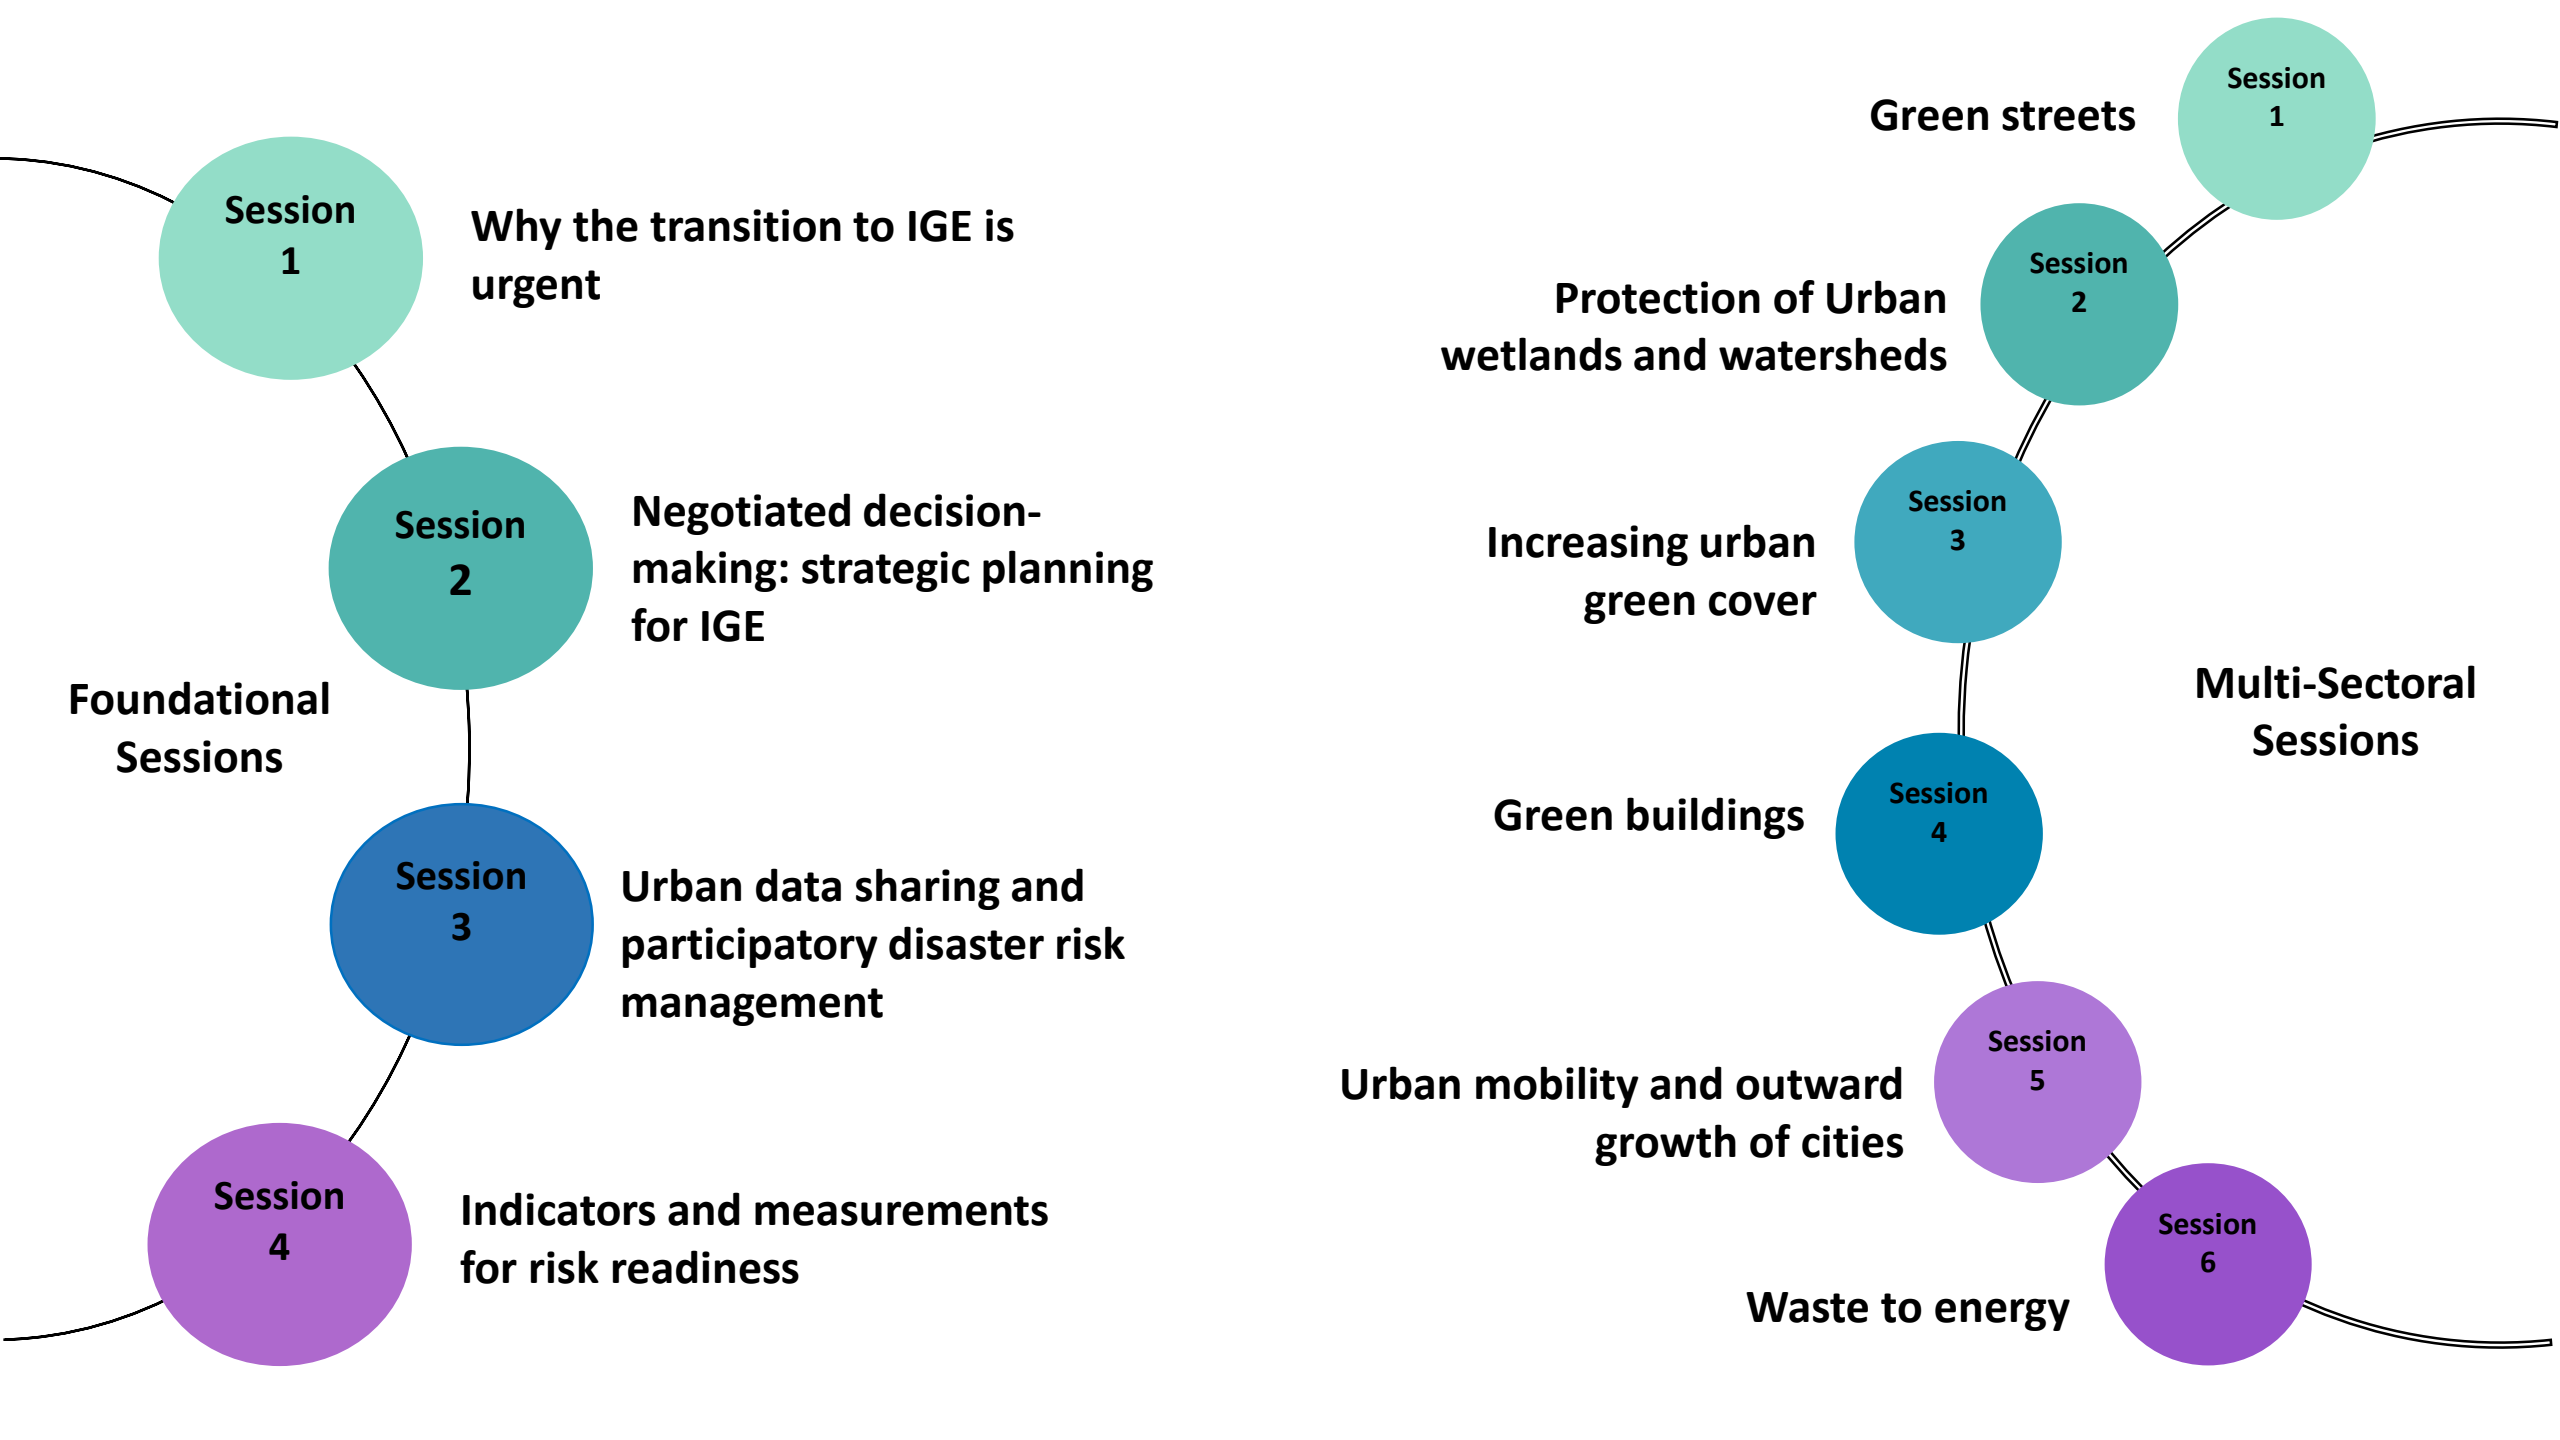 Session
1
Why the transition to IGE is
urgent
Session
2
Negotiated decision-
making: strategic planning
for IGE
Foundational
Sessions
Session
3
Urban data sharing and
participatory disaster risk
management
Session
4
Indicators and measurements
for risk readiness
Green streets
Session
1
Protection of Urban
wetlands and watersheds
Session
2
Increasing urban
green cover
Session
3
Multi-Sectoral
Sessions
Green buildings
Session
4
Urban mobility and outward
growth of cities
Session
5
Waste to energy
Session
6